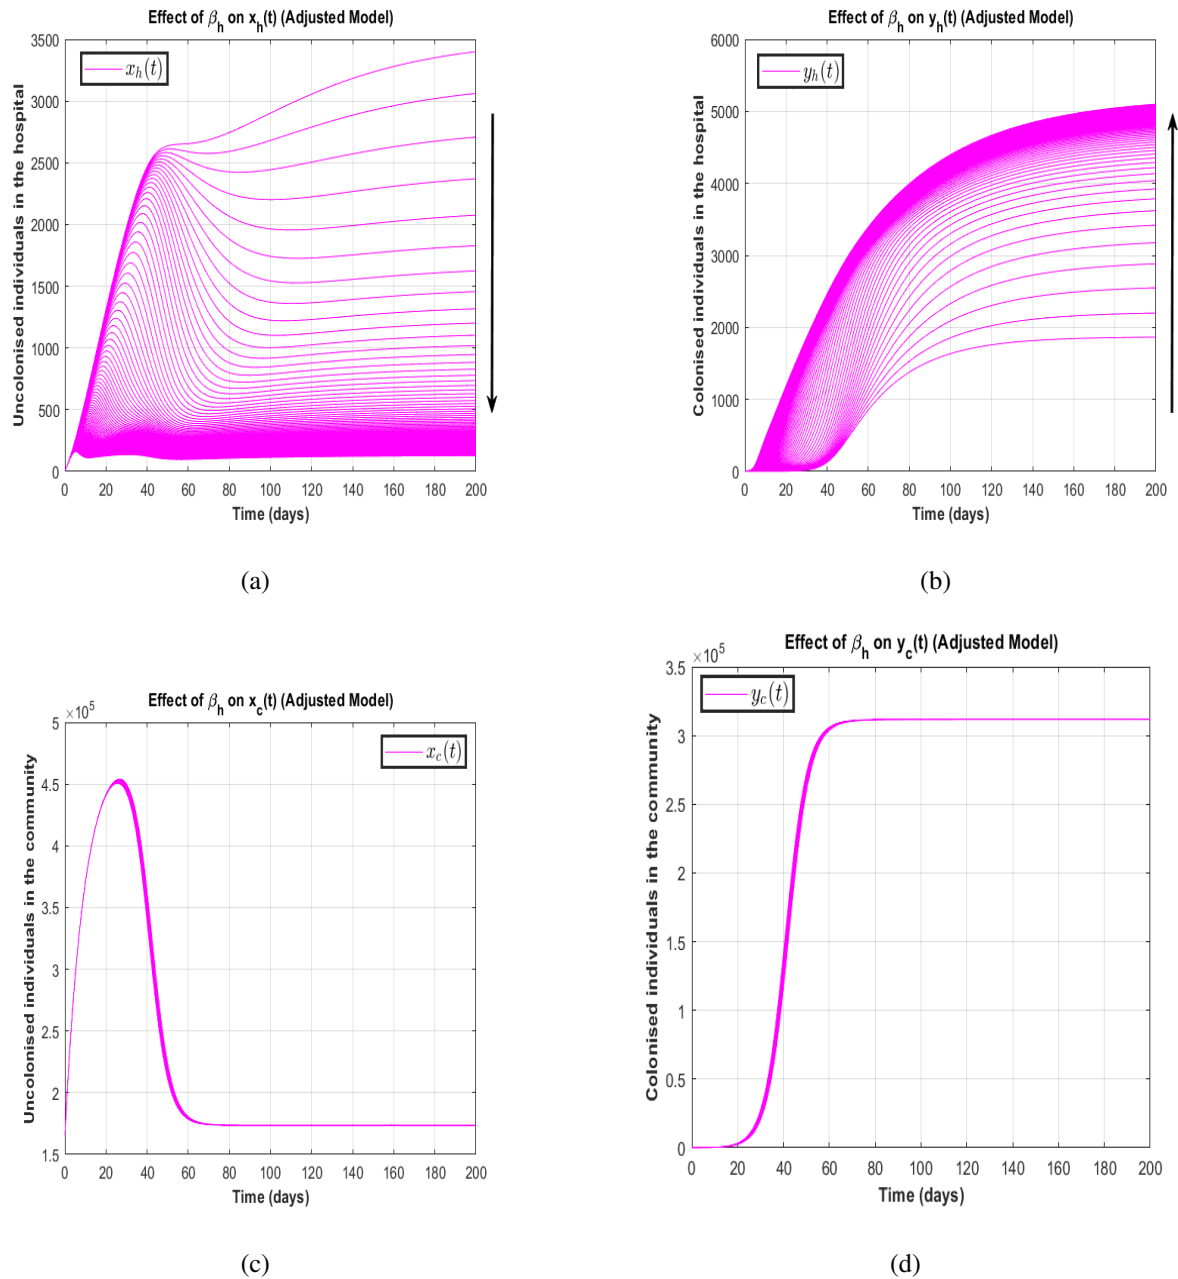 Effect of βh on xh(t) (Adjusted Model)
3500
3000
2500
2000
1500
1000
500
0
xh(t)
Uncolonised individuals in the hospital
0 20 40 60 80 100 120 140 160 180 200
Time (days)
(a)
Effect of βh on yh(t) (Adjusted Model)
6000
5000
4000
3000
2000
1000
0
yh(t)
Colonised individuals in the hospital
0 20 40 60 80 100 120 140 160 180 200
Time (days)
(b)
Effect of βh on xc(t) (Adjusted Model)
×10^5
5
4.5
4
3.5
3
2.5
2
1.5
xc(t)
Uncolonised individuals in the community
0 20 40 60 80 100 120 140 160 180 200
Time (days)
(c)
Effect of βh on yc(t) (Adjusted Model)
×10^5
3.5
3
2.5
2
1.5
1
0.5
0
yc(t)
Colonised individuals in the community
0 20 40 60 80 100 120 140 160 180 200
Time (days)
(d)